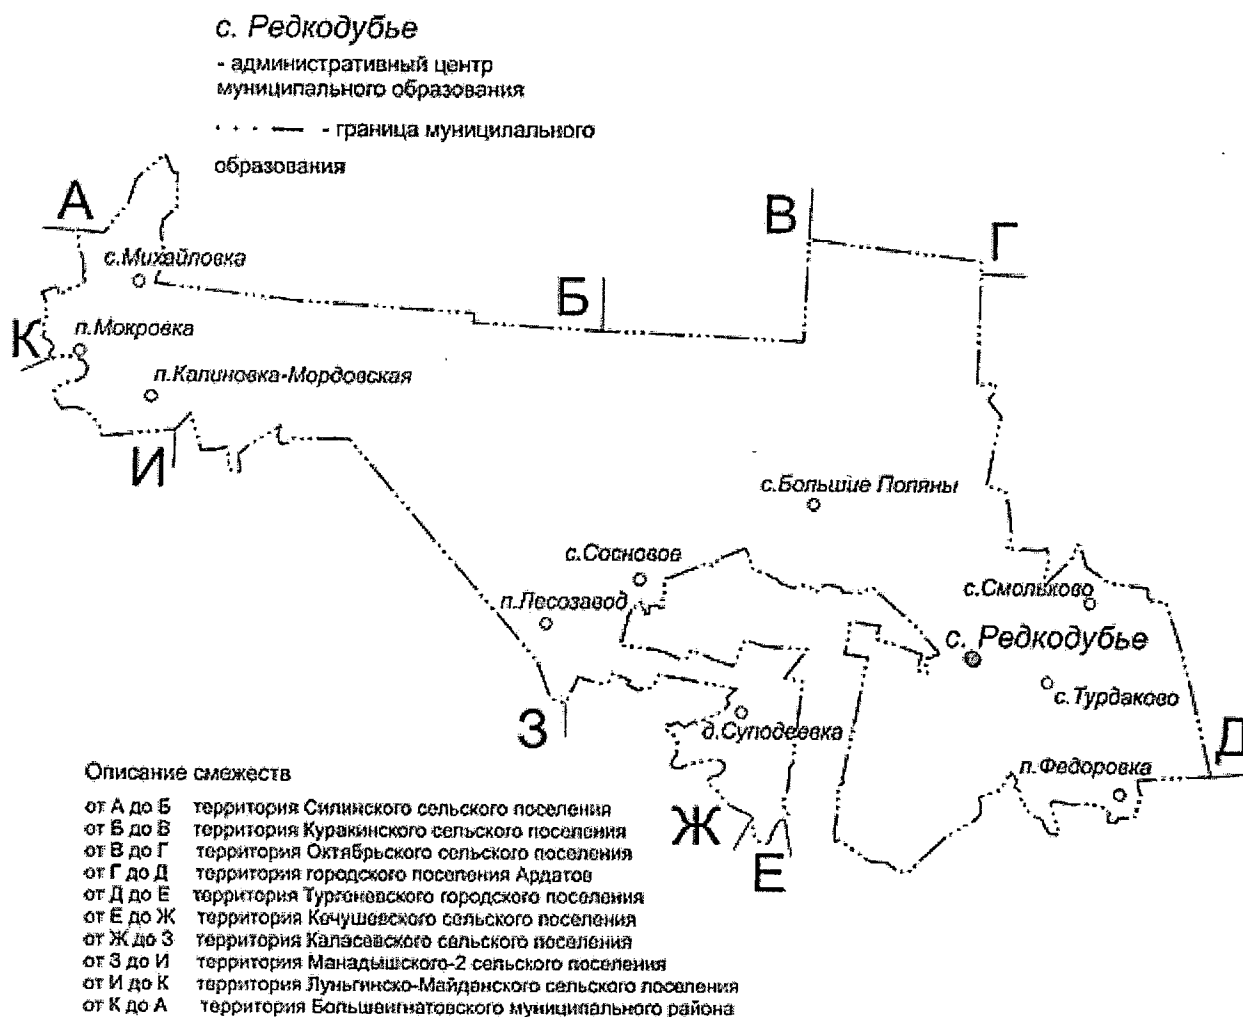 с. Редкодубье
- административный центр
муниципального образования
- граница муниципального
образования
А
В
Г
с.Михайловка
Б
К
п.Мокровка
п.Калиновка-Мордовская
И
с.Большие Поляны
с.Сосновое
с.Смольково
п.Лесозавод
с. Редкодубье
с.Турдаково
З
д.Суподеевка
Д
п.Федоровка
Ж
Е
Описание смежеств
от А до Б территория Силинского сельского поселения
от Б до В территория Куракинского сельского поселения
от В до Г территория Октябрьского сельского поселения
от Г до Д территория городского поселения Ардатов
от Д до Е территория Тургеневского городского поселения
от Е до Ж территория Кечушевского сельского поселения
от Ж до З территория Каласевского сельского поселения
от З до И территория Манадышского-2 сельского поселения
от И до К территория Луньгинско-Майданского сельского поселения
от К до А территория Большеигнатовского муниципального района